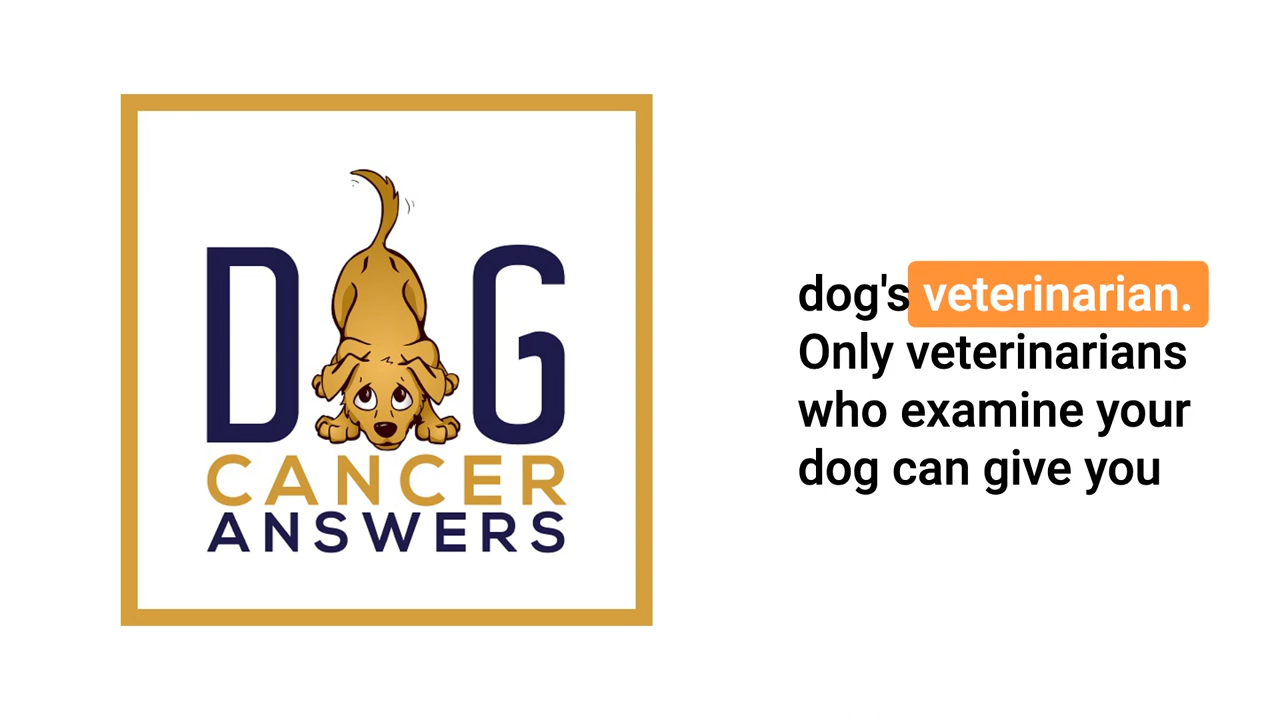 DOG
CANCER
ANSWERS
dog's veterinarian.
Only veterinarians
who examine your
dog can give you